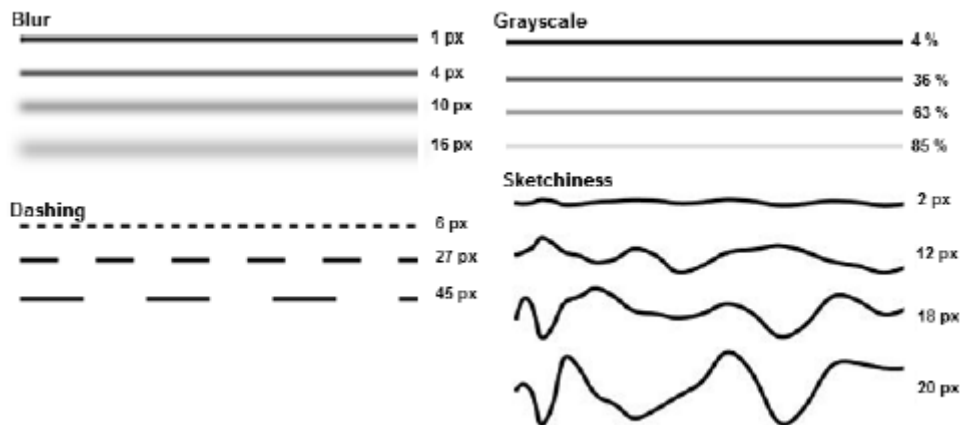 Blur
1 px
4 px
10 px
16 px
Dashing
6 px
27 px
45 px
Grayscale
4 %
36 %
63 %
85 %
Sketchiness
2 px
12 px
18 px
20 px